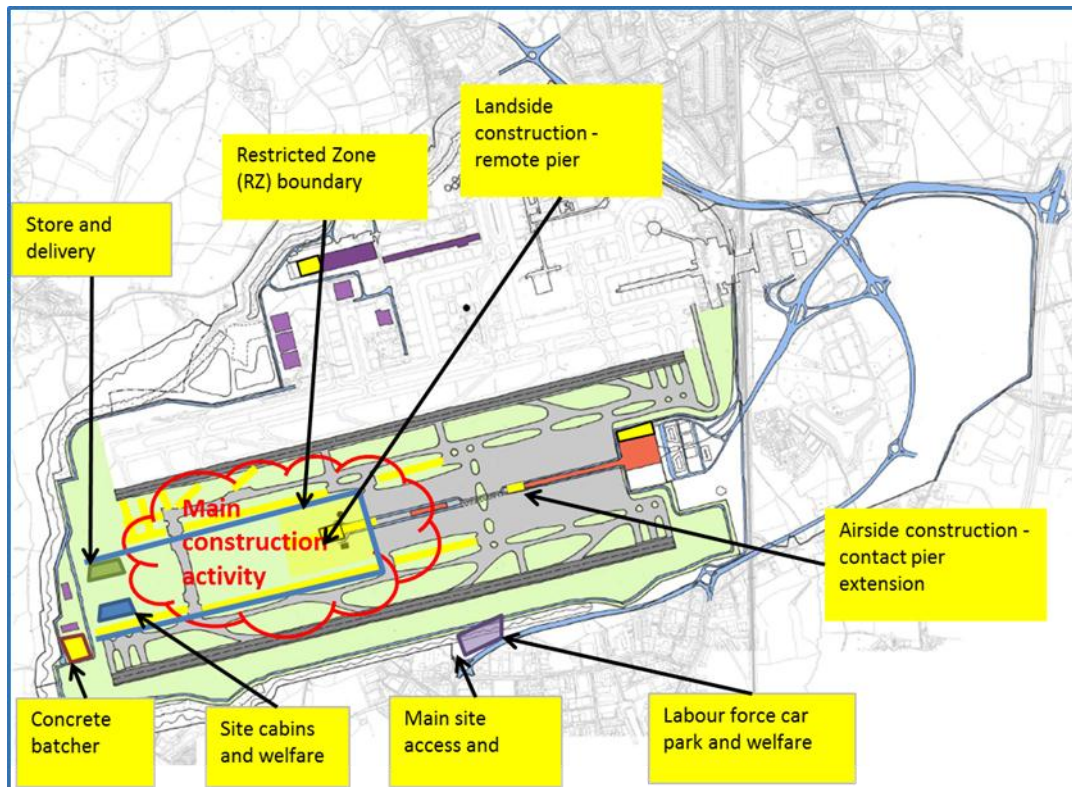 Landside
construction -
remote pier
Restricted Zone
(RZ) boundary
Store and
delivery
Main
construction
activity
Airside construction -
contact pier
extension
Concrete
batcher
Site cabins
and welfare
Main site
access and
Labour force car
park and welfare